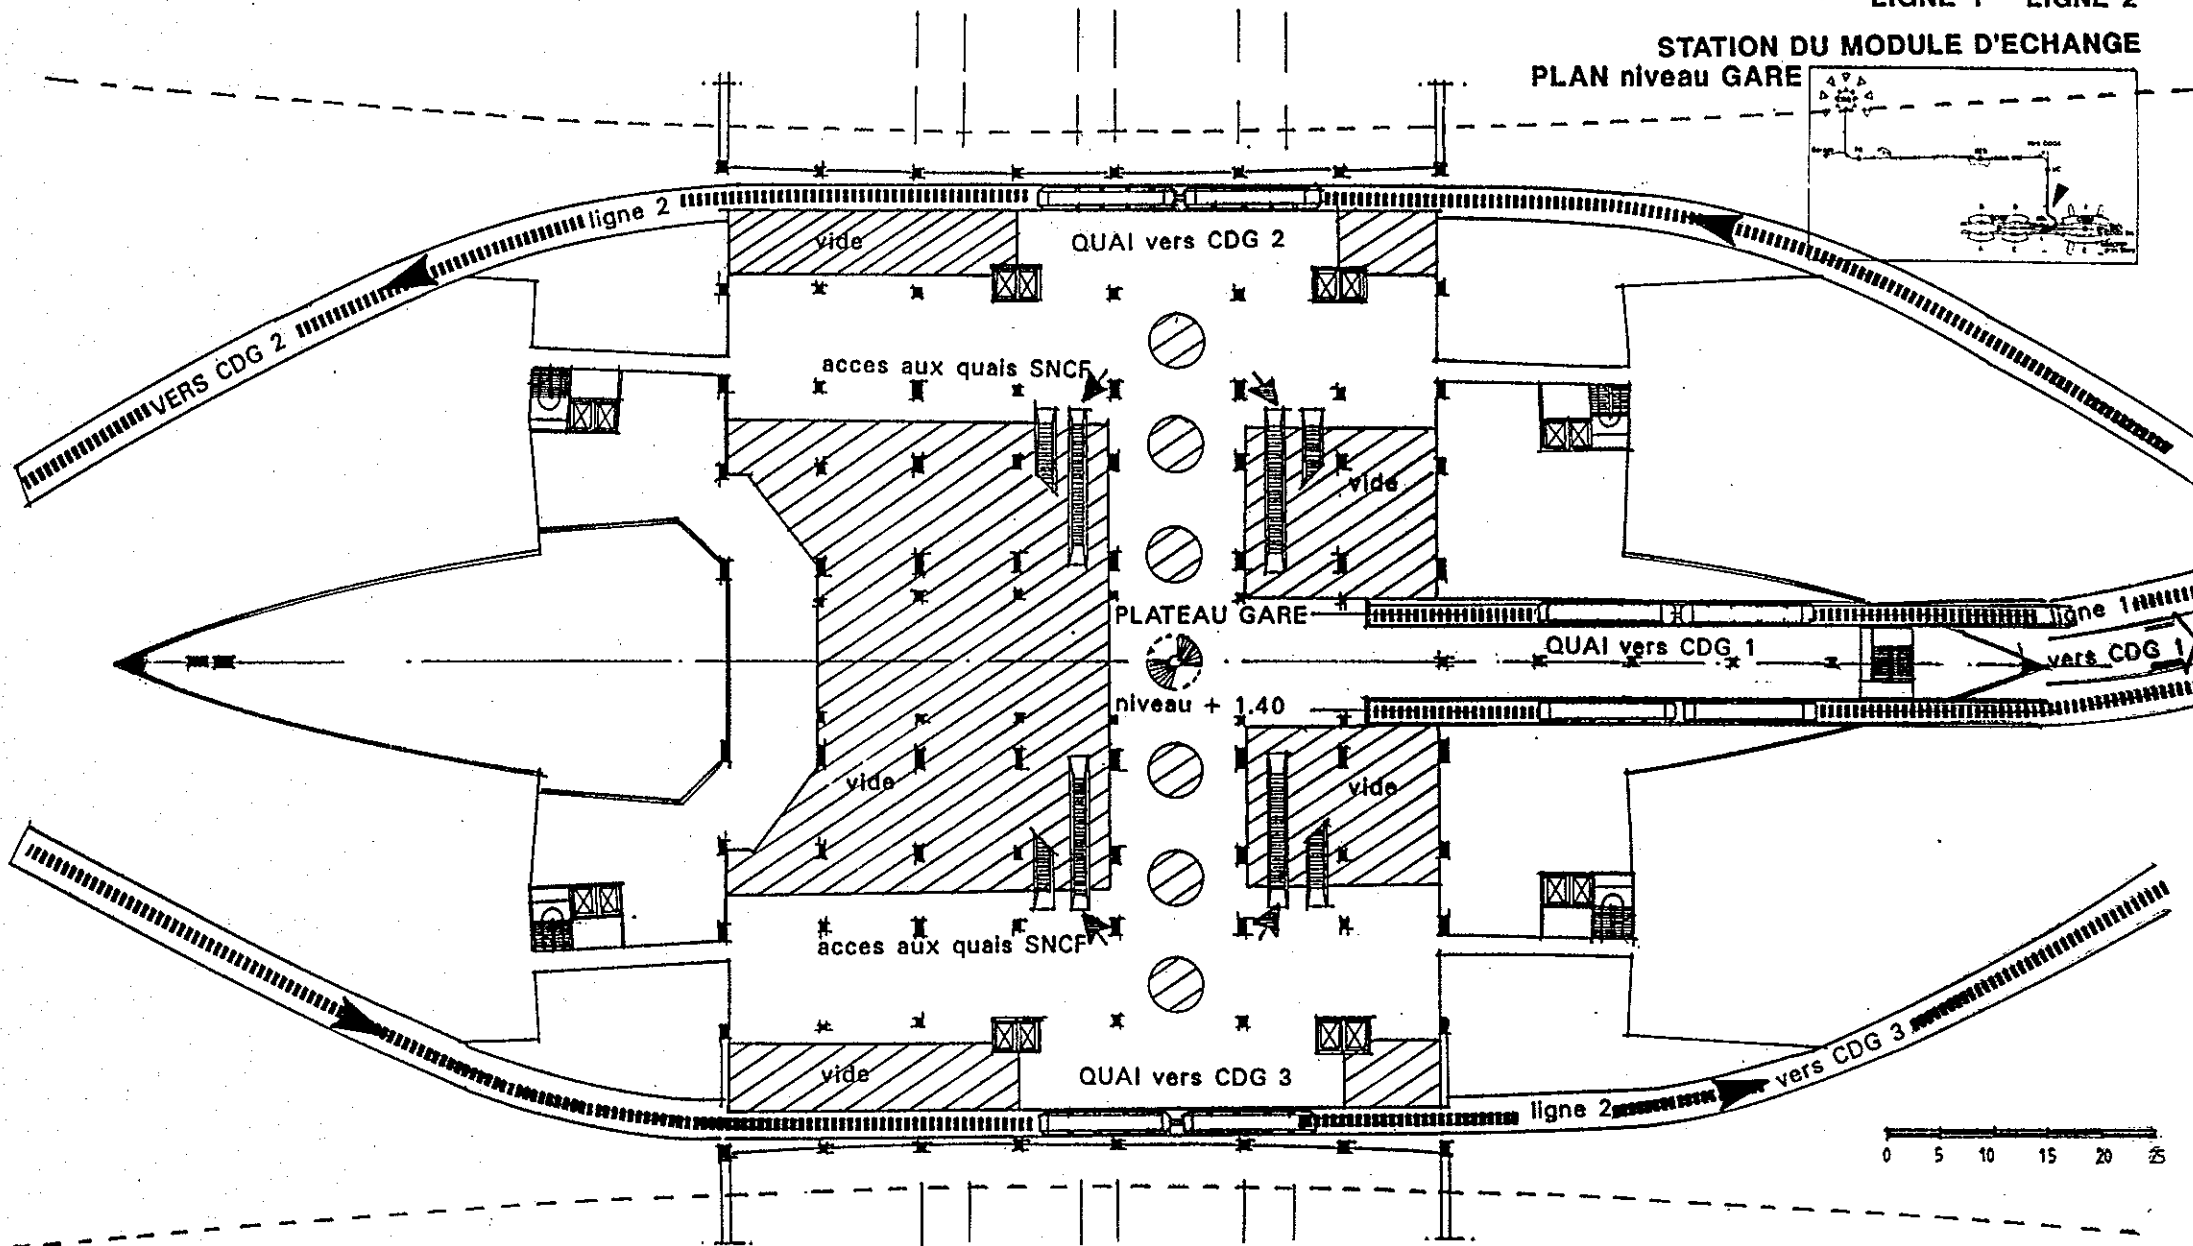 LIGNE 1 LIGNE 2
STATION DU MODULE D'ECHANGE
PLAN niveau GARE
ligne 2
vide
QUAI vers CDG 2
VERS CDG 2
acces aux quais SNCF
vide
PLATEAU GARE
ligne 1
QUAI vers CDG 1
vers CDG 1
niveau + 1.40
vide
vide
acces aux quais SNCF
vide
QUAI vers CDG 3
vers CDG 3
ligne 2
0 5 10 15 20 25